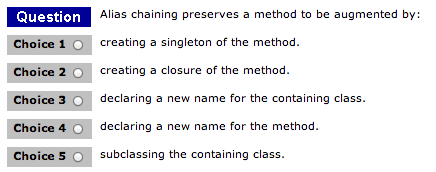 Question Alias chaining preserves a method to be augmented by:
Choice 1 creating a singleton of the method.
Choice 2 creating a closure of the method.
Choice 3 declaring a new name for the containing class.
Choice 4 declaring a new name for the method.
Choice 5 subclassing the containing class.